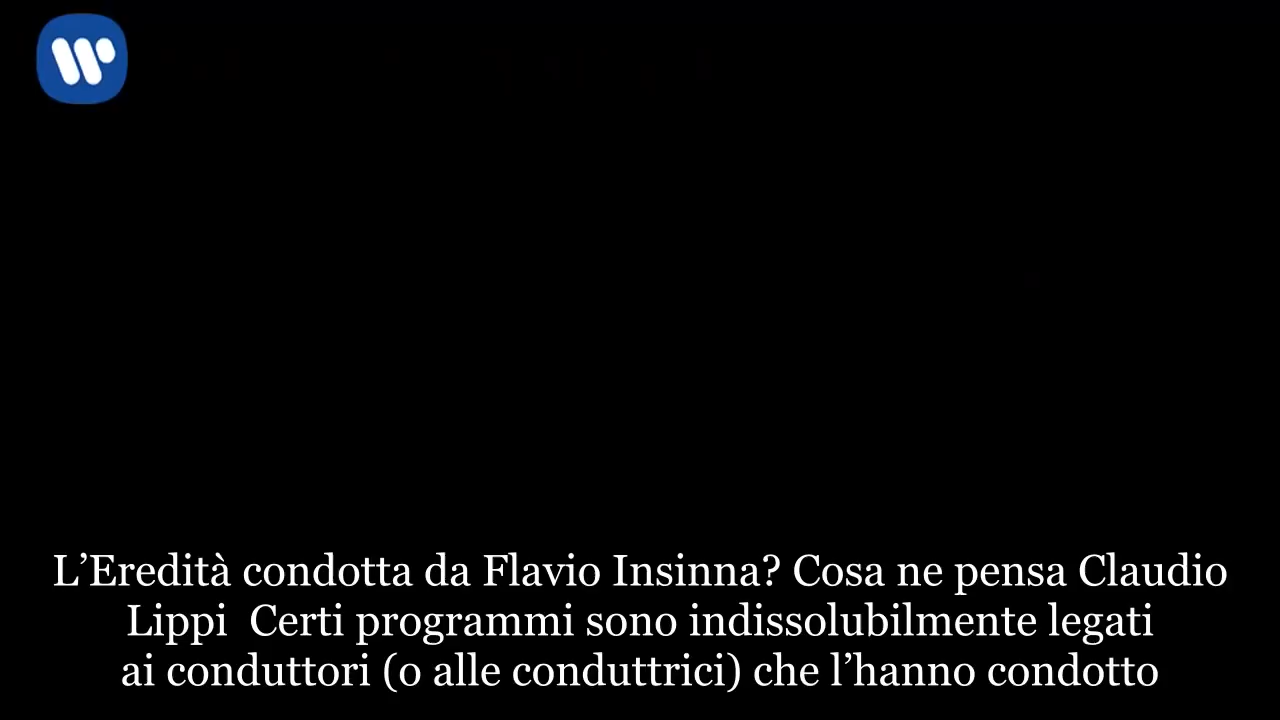 L’Eredità condotta da Flavio Insinna? Cosa ne pensa Claudio
Lippi  Certi programmi sono indissolubilmente legati
ai conduttori (o alle conduttrici) che l’hanno condotto